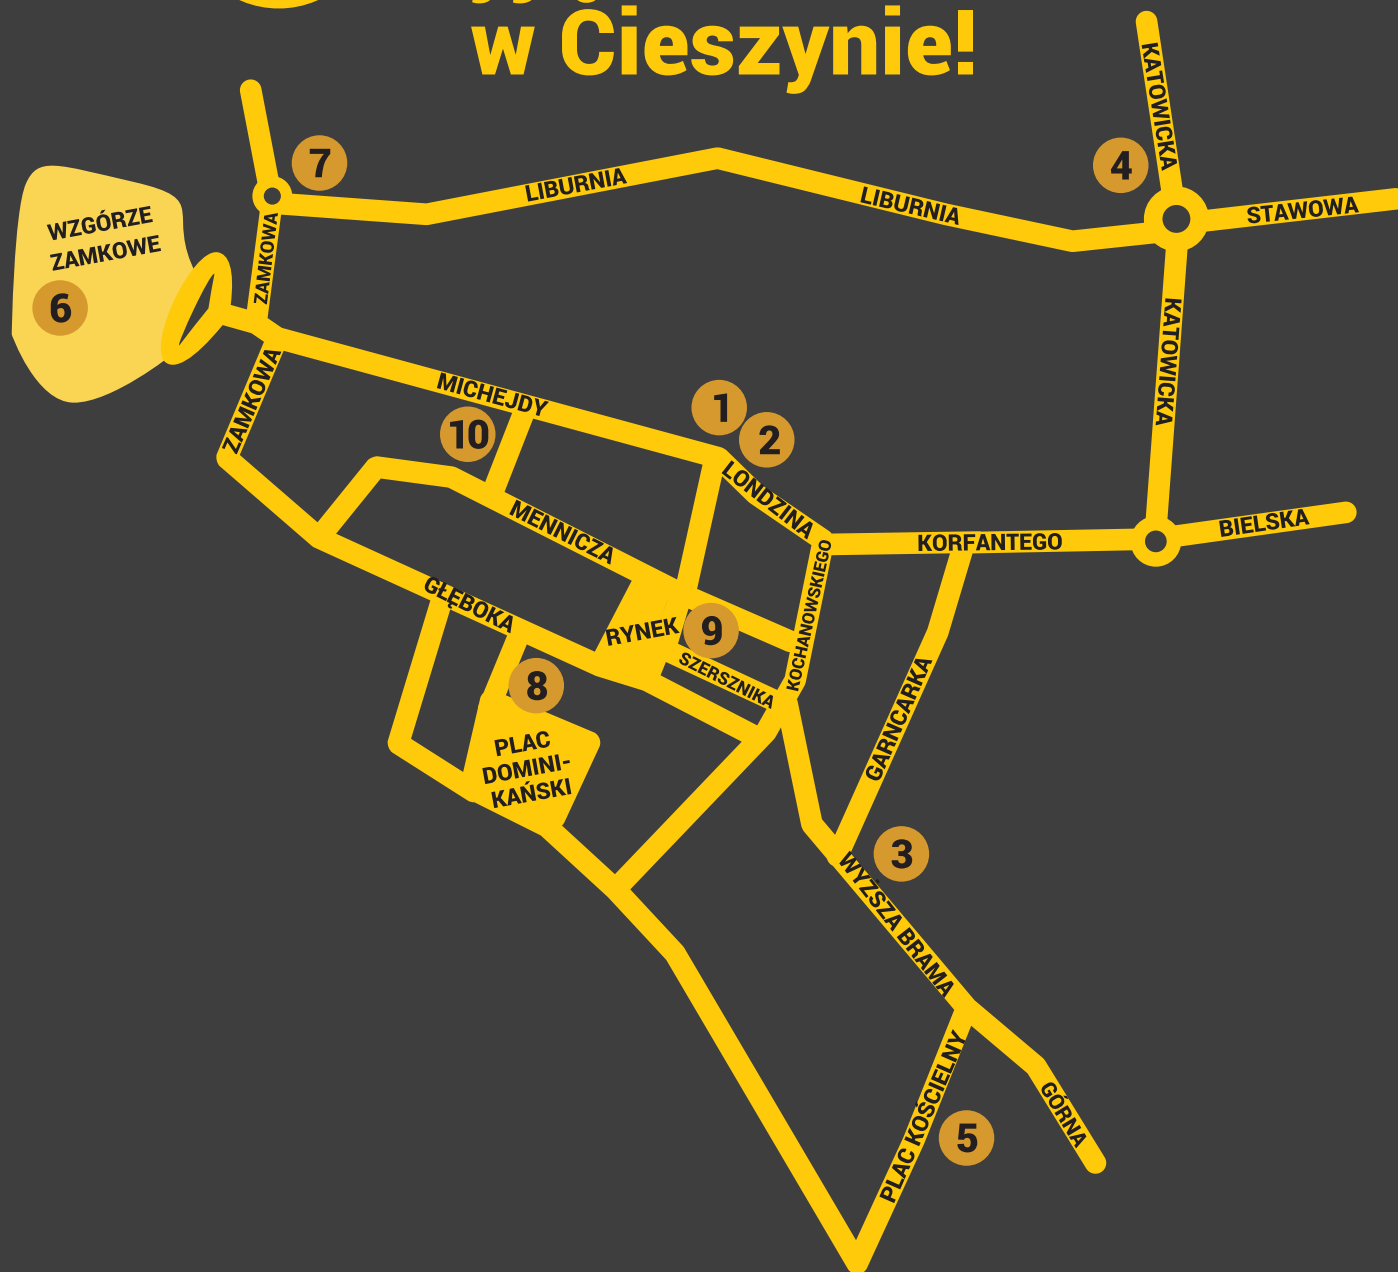 w Cieszynie!
KATOWICKA
7
4
LIBURNIA
LIBURNIA
STAWOWA
WZGÓRZE
ZAMKOWE
6
ZAMKOWA
ZAMKOWA
KATOWICKA
MICHEJDY
1
2
10
LONDZINA
MENNICZA
KORFANTEGO
BIELSKA
KOCHANOWSKIEGO
GŁĘBOKA
RYNEK
9
SZERSZNIKA
8
GARNCARKA
PLAC
DOMINI-
KAŃSKI
3
WYŻSZA BRAMA
PLAC KOŚCIELNY
5
GÓRNA